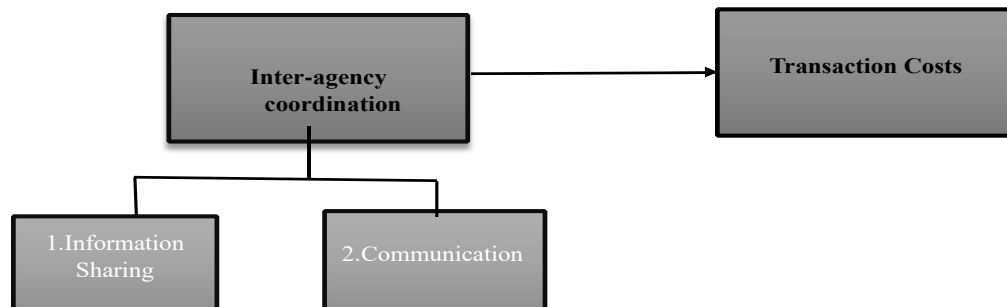 Inter-agency
coordination
Transaction Costs
1.Information
Sharing
2.Communication